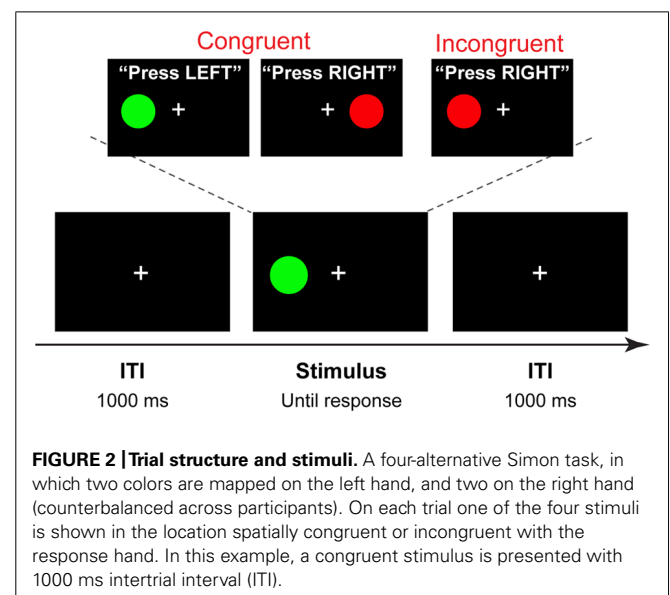 Congruent Incongruent
“Press LEFT” “Press RIGHT” “Press RIGHT”
ITI Stimulus ITI
1000 ms Until response 1000 ms
FIGURE 2 | Trial structure and stimuli. A four-alternative Simon task, in
which two colors are mapped on the left hand, and two on the right hand
(counterbalanced across participants). On each trial one of the four stimuli
is shown in the location spatially congruent or incongruent with the
response hand. In this example, a congruent stimulus is presented with
1000 ms intertrial interval (ITI).